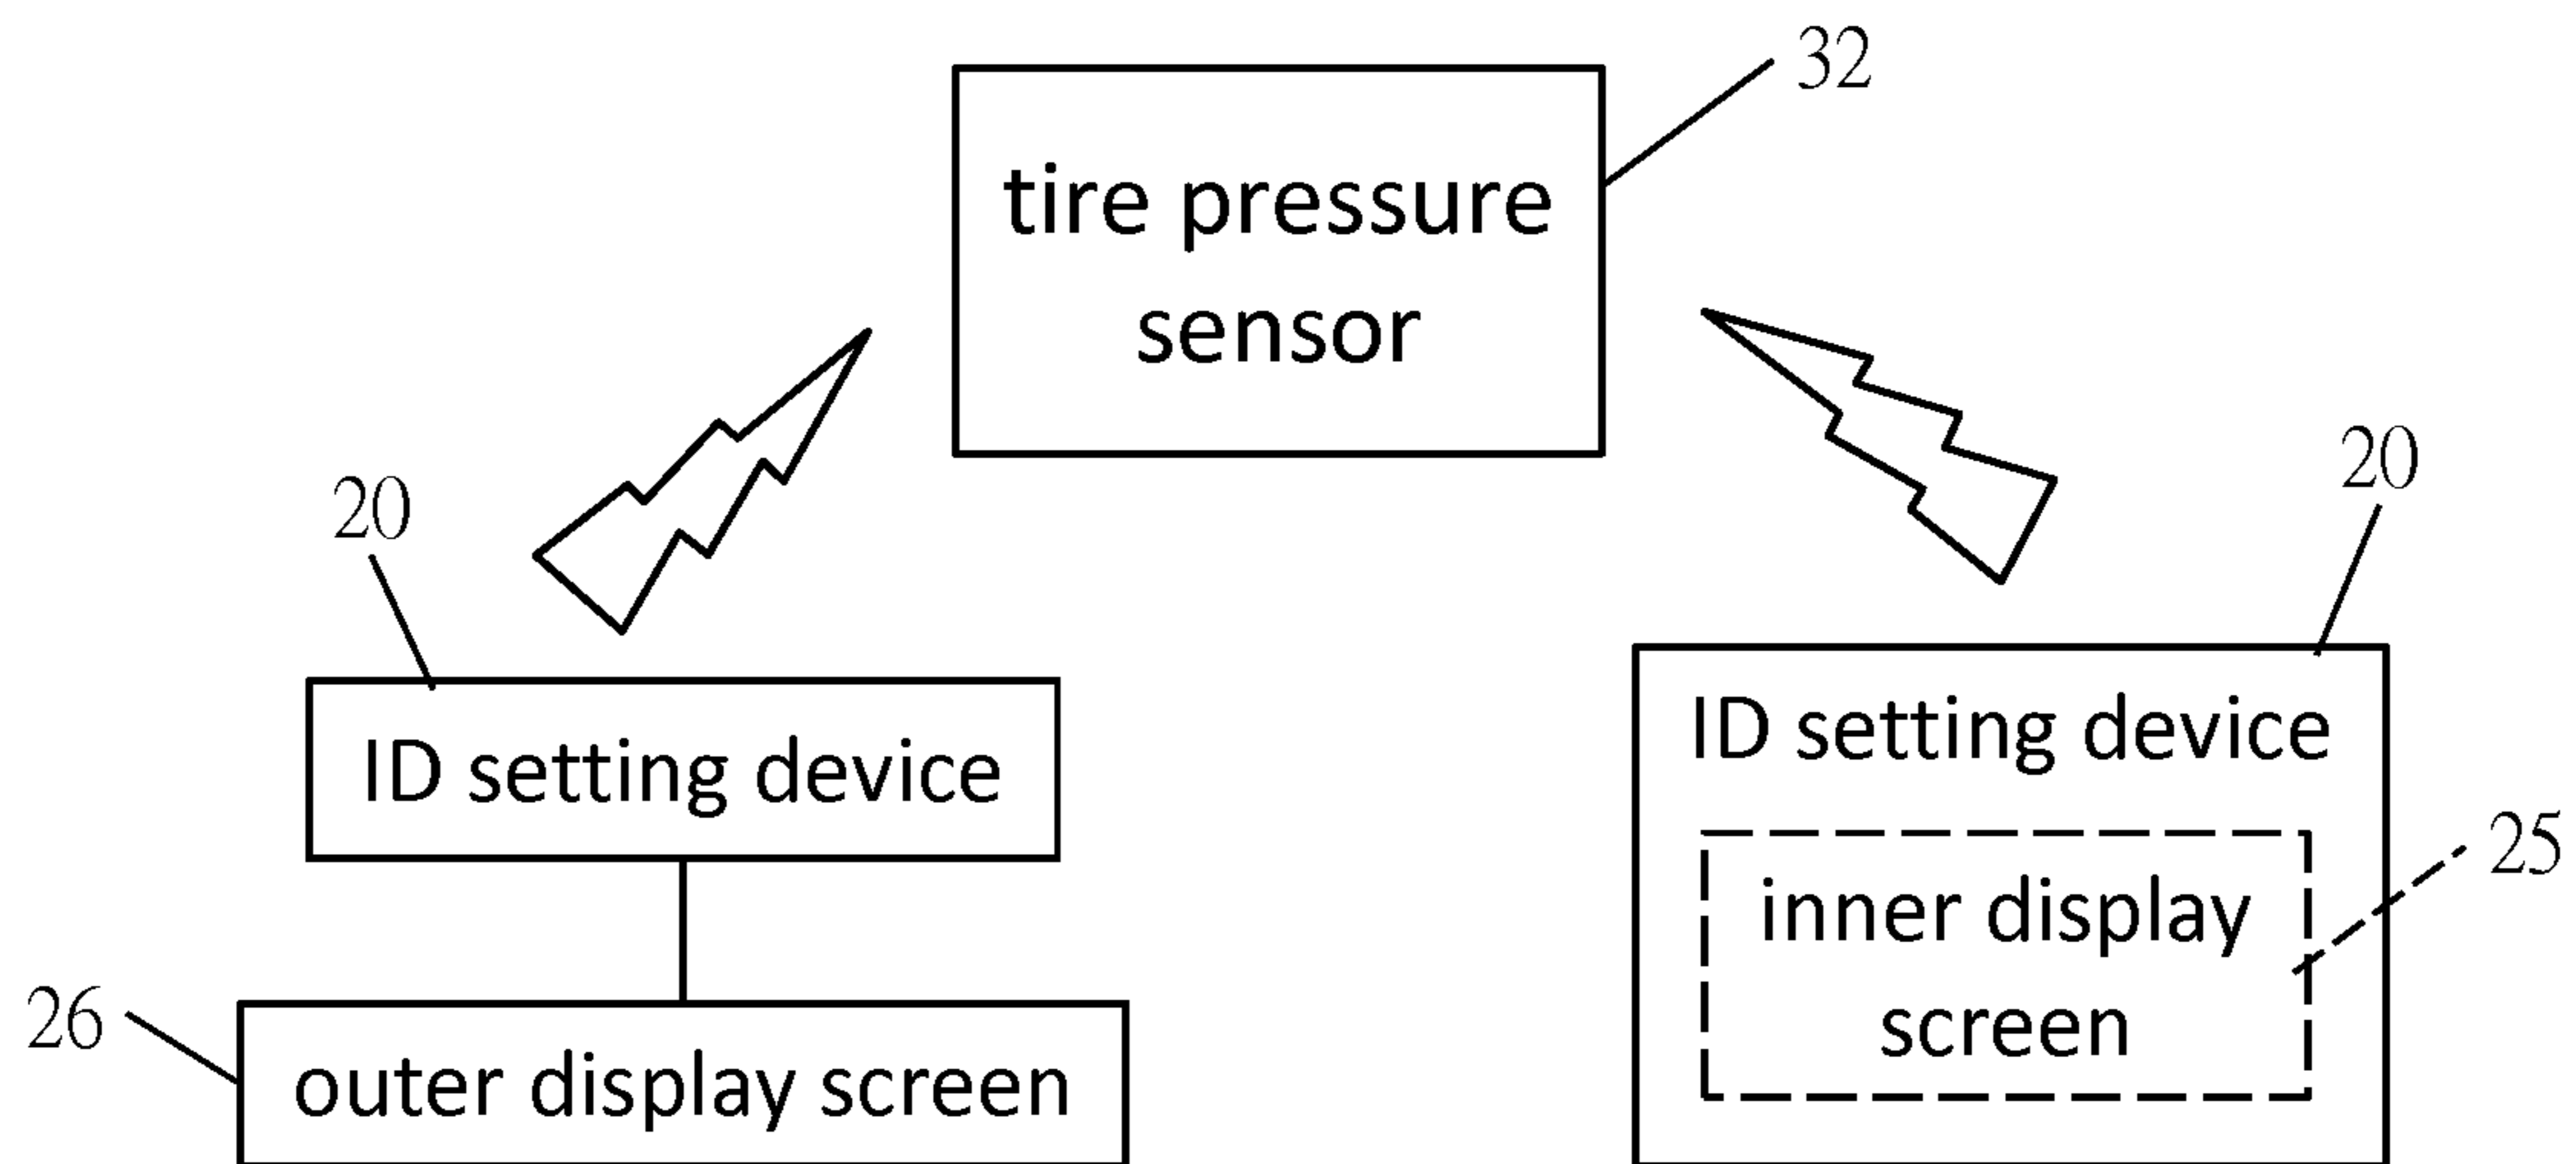 32
tire pressure
sensor
20
20
ID setting device
ID setting device
25
inner display
screen
26
outer display screen